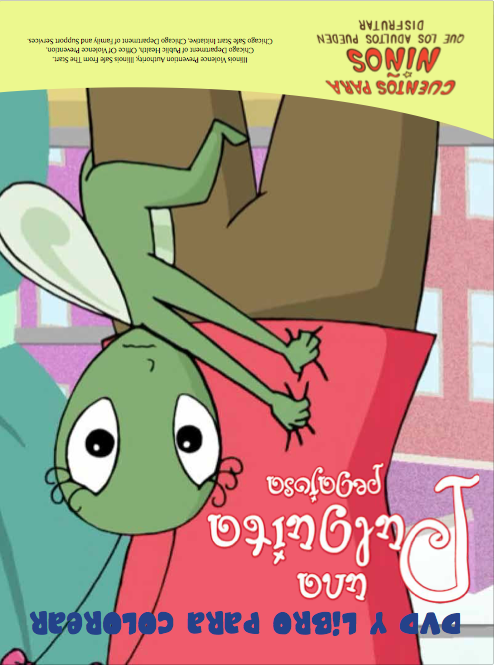 DVD Y LiBRO PARA COLOREAR
una
Pulguita
pegajosa
CUENTOS PARA
NIÑOS
QUE LOS ADULTOS PUEDEN
DISFRUTAR
Illinois Violence Prevention Authority, Illinois Safe From The Start.
Chicago Department of Public Health, Office Of Violence Prevention.
Chicago Safe Start Initiative, Chicago Department of Family and Support Services.